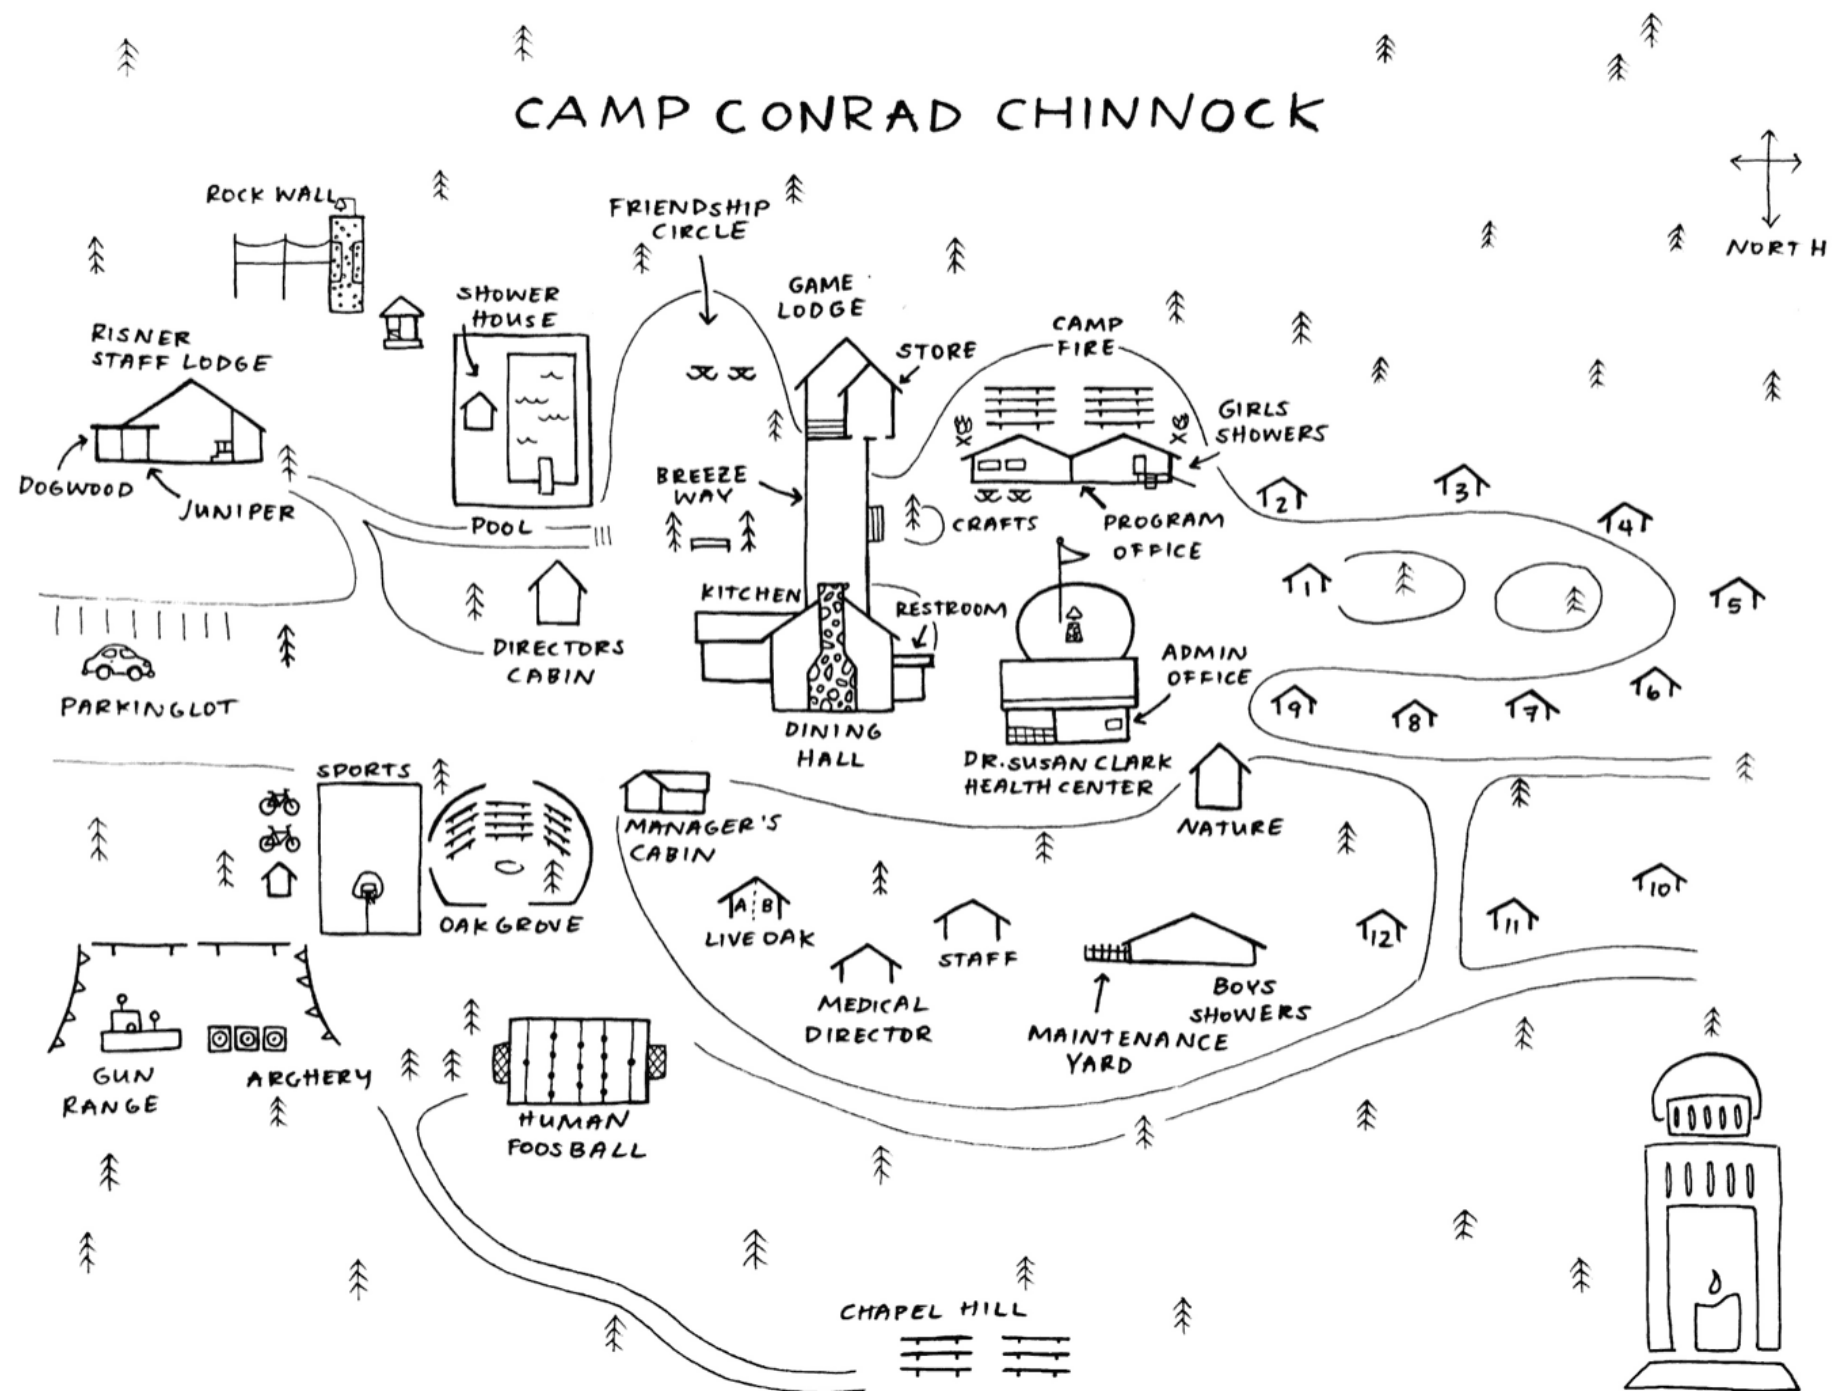 CAMP CONRAD CHINNOCK
NORTH
ROCK WALL
FRIENDSHIP
CIRCLE
GAME
LODGE
SHOWER
HOUSE
RISNER
STAFF LODGE
STORE
CAMP
FIRE
GIRLS
SHOWERS
DOGWOOD
JUNIPER
POOL
BREEZE
WAY
CRAFTS
PROGRAM
OFFICE
2
3
4
1
5
KITCHEN
RESTROOM
DIRECTORS
CABIN
PARKINGLOT
ADMIN
OFFICE
9
8
7
6
DINING
HALL
DR. SUSAN CLARK
HEALTH CENTER
SPORTS
MANAGER'S
CABIN
NATURE
OAK GROVE
A B
LIVE OAK
STAFF
12
11
10
MEDICAL
DIRECTOR
BOYS
SHOWERS
MAINTENANCE
YARD
GUN
RANGE
ARCHERY
HUMAN
FOOSBALL
CHAPEL HILL